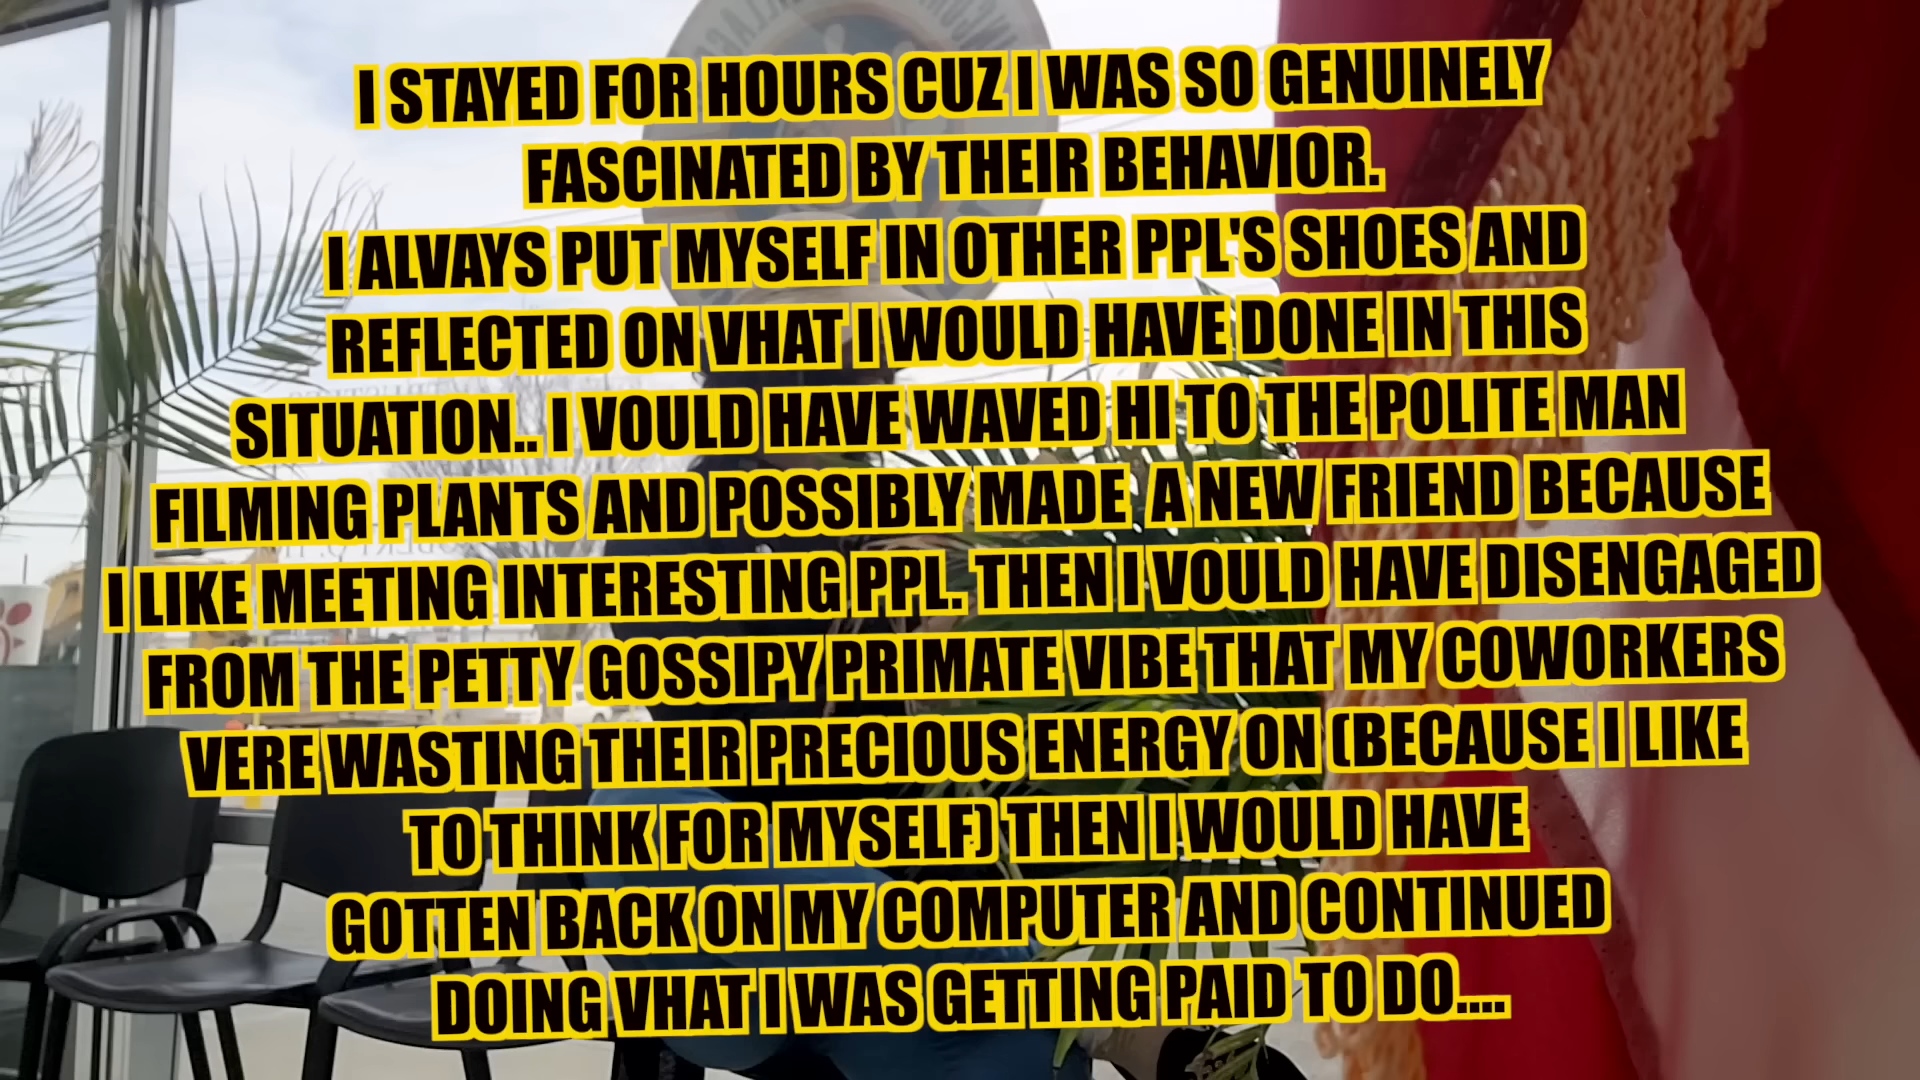 I STAYED FOR HOURS CUZ I WAS SO GENUINELY
FASCINATED BY THEIR BEHAVIOR.
I ALVAYS PUT MYSELF IN OTHER PPL'S SHOES AND
REFLECTED ON VHAT I WOULD HAVE DONE IN THIS
SITUATION.. I VOULD HAVE WAVED HI TO THE POLITE MAN
FILMING PLANTS AND POSSIBLY MADE A NEW FRIEND BECAUSE
I LIKE MEETING INTERESTING PPL. THEN I VOULD HAVE DISENGAGED
FROM THE PETTY GOSSIPY PRIMATE VIBE THAT MY COWORKERS
VERE WASTING THEIR PRECIOUS ENERGY ON (BECAUSE I LIKE
TO THINK FOR MYSELF) THEN I WOULD HAVE
GOTTEN BACK ON MY COMPUTER AND CONTINUED
DOING VHAT I WAS GETTING PAID TO DO....